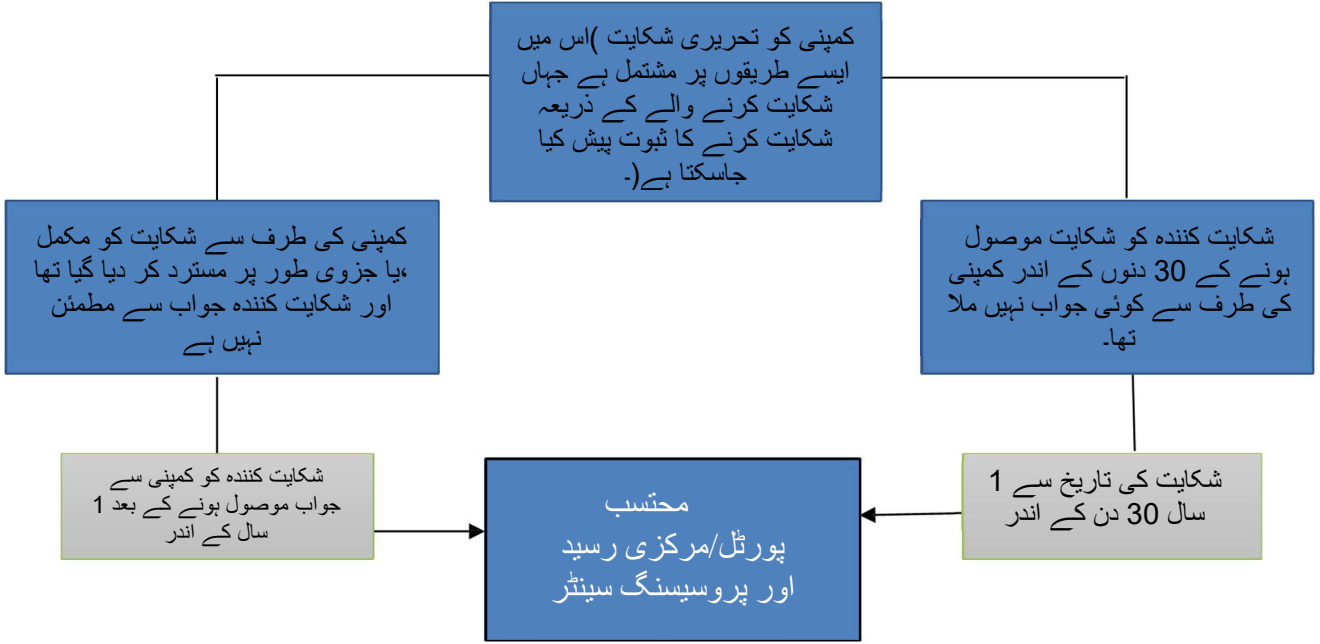 کمپنی کو تحریری شکایت )اس میں
ایسے طریقوں پر مشتمل ہے جہاں
شکایت کرنے والے کے ذریعہ
شکایت کرنے کا ثبوت پیش کیا
جاسکتا ہے(۔
شکایت کنندہ کو شکایت موصول
ہونے کے 30 دنوں کے اندر کمپنی
کی طرف سے کوئی جواب نہیں ملا
تھا۔
کمپنی کی طرف سے شکایت کو مکمل
،یا جزوی طور پر مسترد کر دیا گیا تھا
اور شکایت کنندہ جواب سے مطمئن
نہیں ہے
شکایت کی تاریخ سے 1
سال 30 دن کے اندر
شکایت کنندہ کو کمپنی سے
جواب موصول ہونے کے بعد 1
سال کے اندر
محتسب
پورٹل/مرکزی رسید
اور پروسیسنگ سینٹر